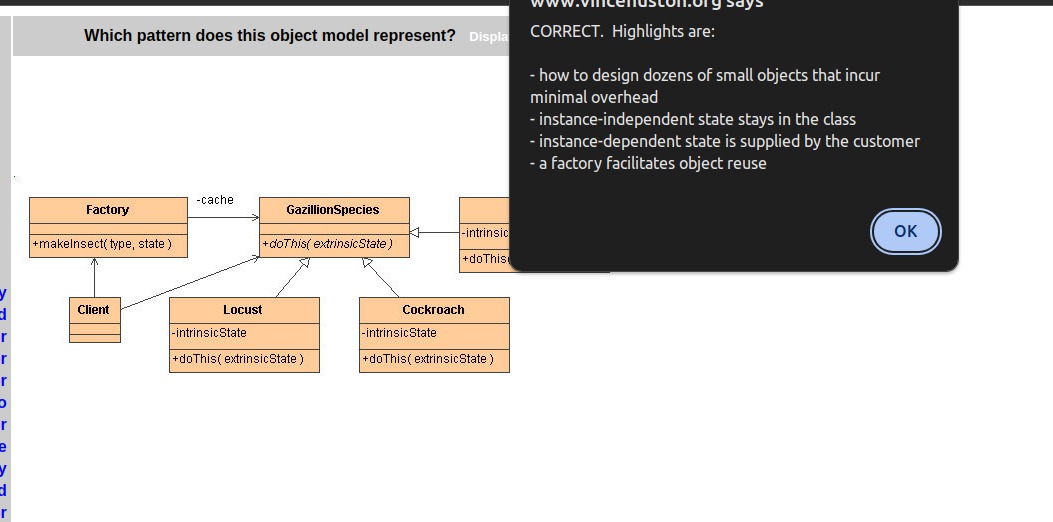 www.vincehuston.org says
CORRECT.  Highlights are:
- how to design dozens of small objects that incur
minimal overhead
- instance-independent state stays in the class
- instance-dependent state is supplied by the customer
- a factory facilitates object reuse
OK
Which pattern does this object model represent?
Displa
-cache
Factory
+makeInsect( type, state )
GazillionSpecies
+doThis( extrinsicState )
-intrinsic
+doThis(
Client
Locust
-intrinsicState
+doThis( extrinsicState )
Cockroach
-intrinsicState
+doThis( extrinsicState )
y
d
r
r
r
o
r
e
y
d
r